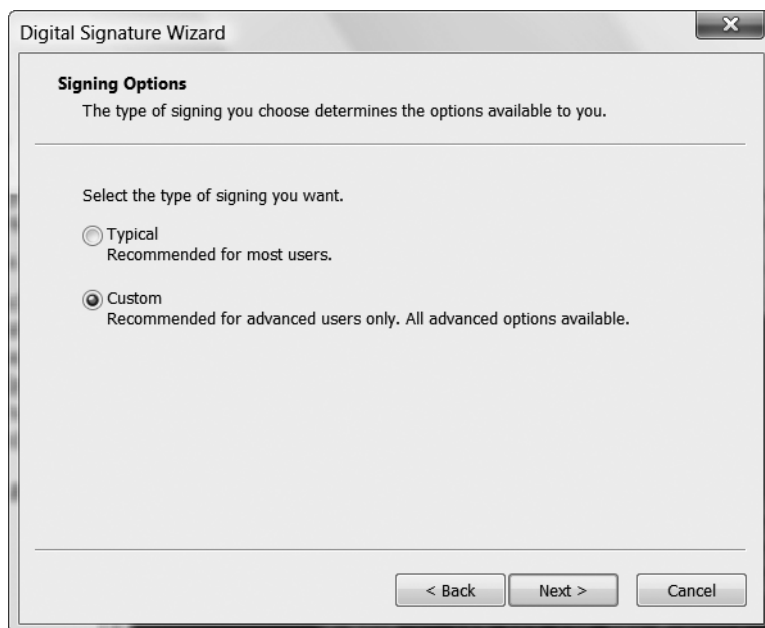 Digital Signature Wizard
Signing Options
The type of signing you choose determines the options available to you.
Select the type of signing you want.
Typical
Recommended for most users.
Custom
Recommended for advanced users only. All advanced options available.
< Back Next > Cancel